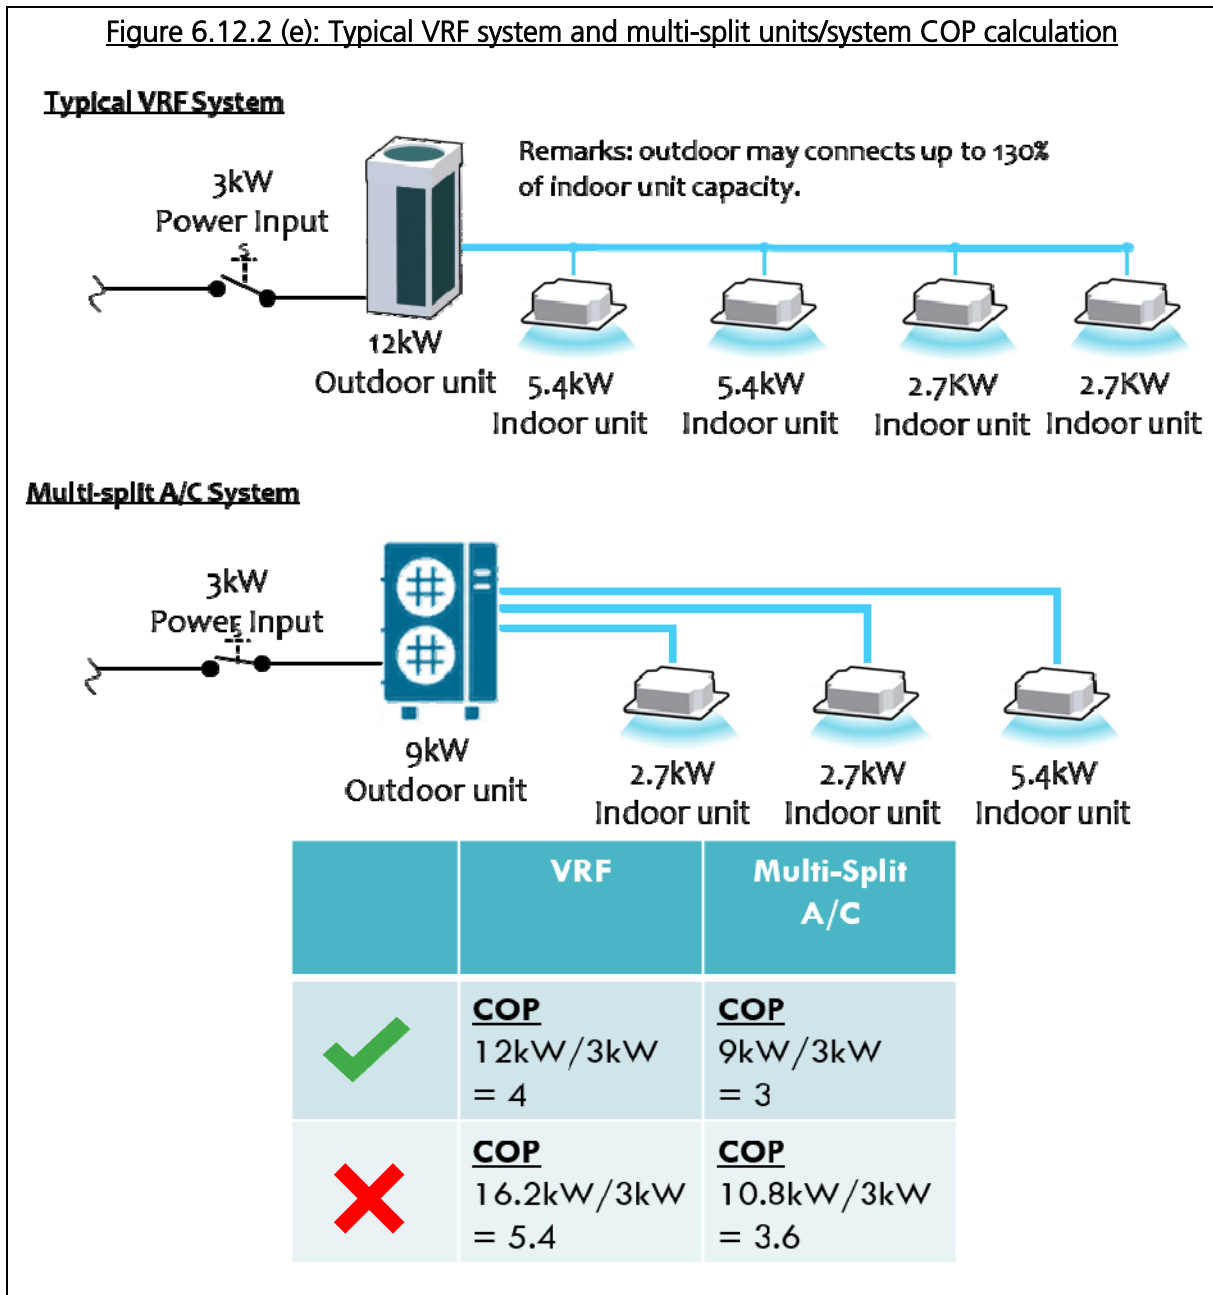 Figure 6.12.2 (e): Typical VRF system and multi-split units/system COP calculation
Typical VRF System
Remarks: outdoor may connects up to 130%
of indoor unit capacity.
3kW
Power Input
S
12kW
Outdoor unit
5.4kW
Indoor unit
5.4kW
Indoor unit
2.7KW
Indoor unit
2.7KW
Indoor unit
Multi-split A/C System
3kW
Power Input
S
9kW
Outdoor unit
2.7kW
Indoor unit
2.7kW
Indoor unit
5.4kW
Indoor unit
VRF
Multi-Split
A/C
COP
12kW/3kW
= 4
COP
9kW/3kW
= 3
COP
16.2kW/3kW
= 5.4
COP
10.8kW/3kW
= 3.6